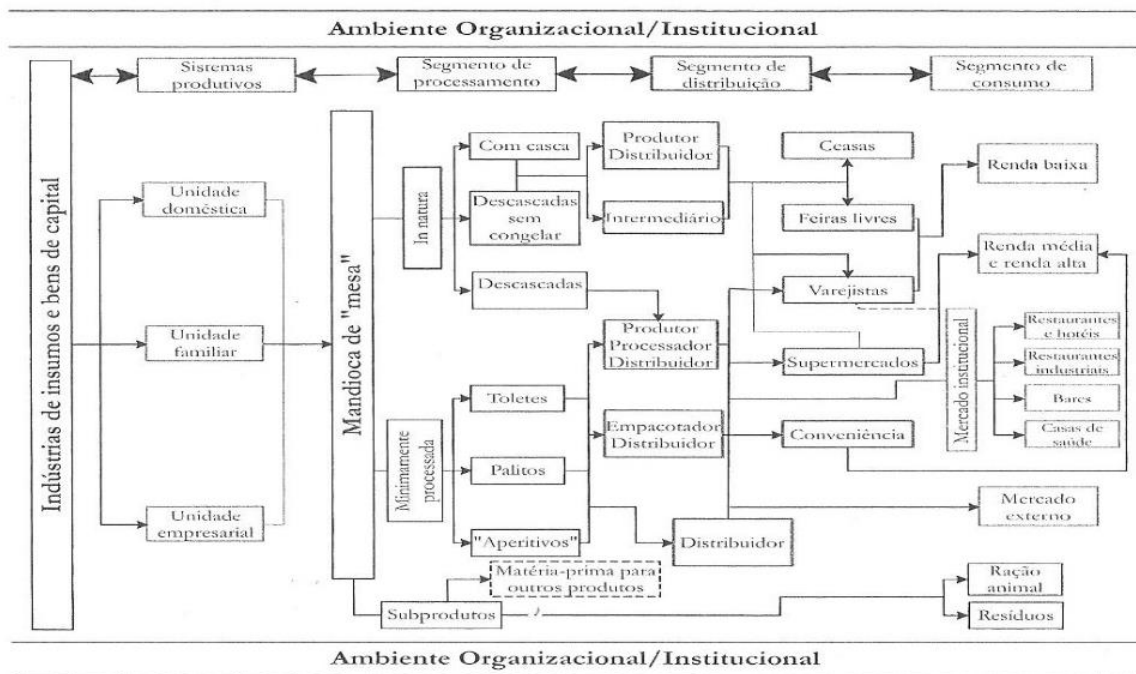 Ambiente Organizacional/Institucional
Sistemas
produtivos
Segmento de
processamento
Segmento de
distribuição
Segmento de
consumo
Indústrias de insumos e bens de capital
Unidade
doméstica
Unidade
familiar
Unidade
empresarial
Mandioca de "mesa"
In natura
Com casca
Descascadas
sem
congelar
Descascadas
Minimamente
processada
Toletes
Palitos
"Aperitivos"
Subprodutos
Matéria-prima para
outros produtos
Produtor
Distribuidor
Intermediário
Produtor
Processador
Distribuidor
Empacotador
Distribuidor
Distribuidor
Ceasas
Feiras livres
Varejistas
Supermercados
Conveniência
Mercado institucional
Renda baixa
Renda média
e renda alta
Restaurantes
e hotéis
Restaurantes
industriais
Bares
Casas de
saúde
Mercado
externo
Ração
animal
Resíduos
Ambiente Organizacional/Institucional